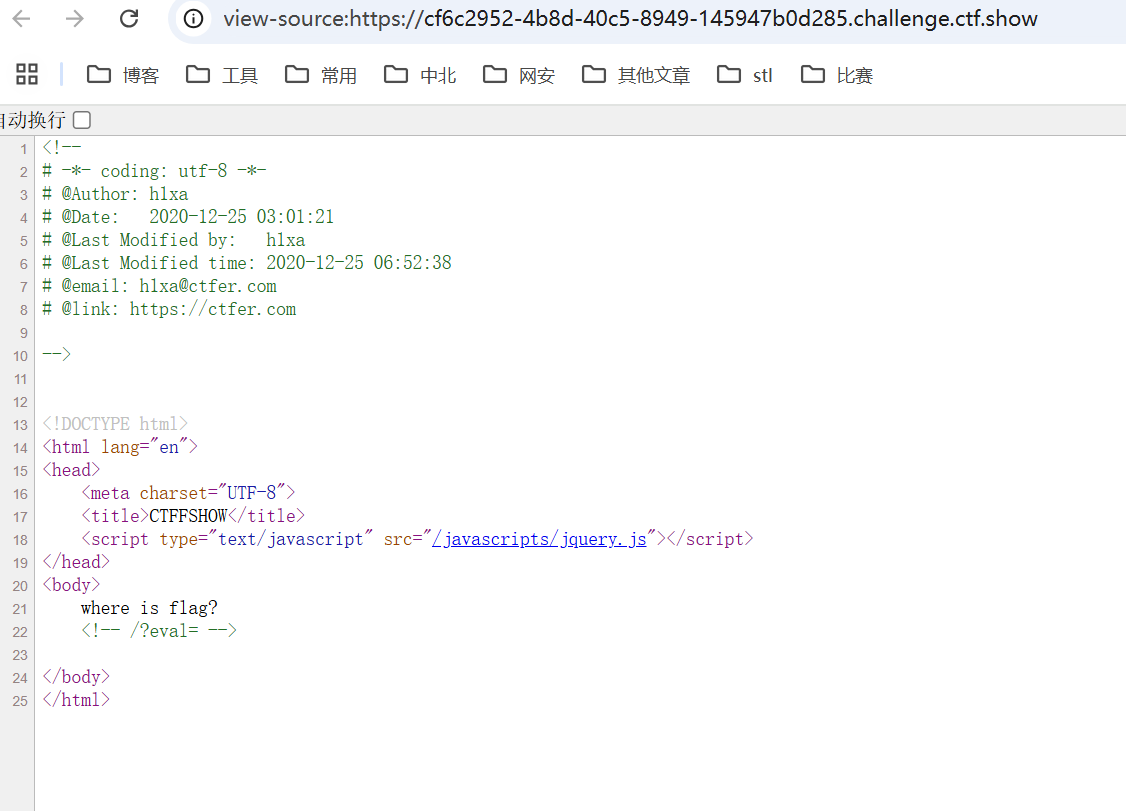 view-source:https://cf6c2952-4b8d-40c5-8949-145947b0d285.challenge.ctf.show
博客 工具 常用 中北 网安 其他文章 stl 比赛
自动换行
1 <!--
2 # -*- coding: utf-8 -*-
3 # @Author: hlxa
4 # @Date:   2020-12-25 03:01:21
5 # @Last Modified by:   hlxa
6 # @Last Modified time: 2020-12-25 06:52:38
7 # @email: hlxa@ctfer.com
8 # @link: https://ctfer.com
9
10 -->
11
12
13 <!DOCTYPE html>
14 <html lang="en">
15 <head>
16     <meta charset="UTF-8">
17     <title>CTFFSHOW</title>
18     <script type="text/javascript" src="/javascripts/jquery.js"></script>
19 </head>
20 <body>
21     where is flag?
22     <!-- /?eval= -->
23
24 </body>
25 </html>